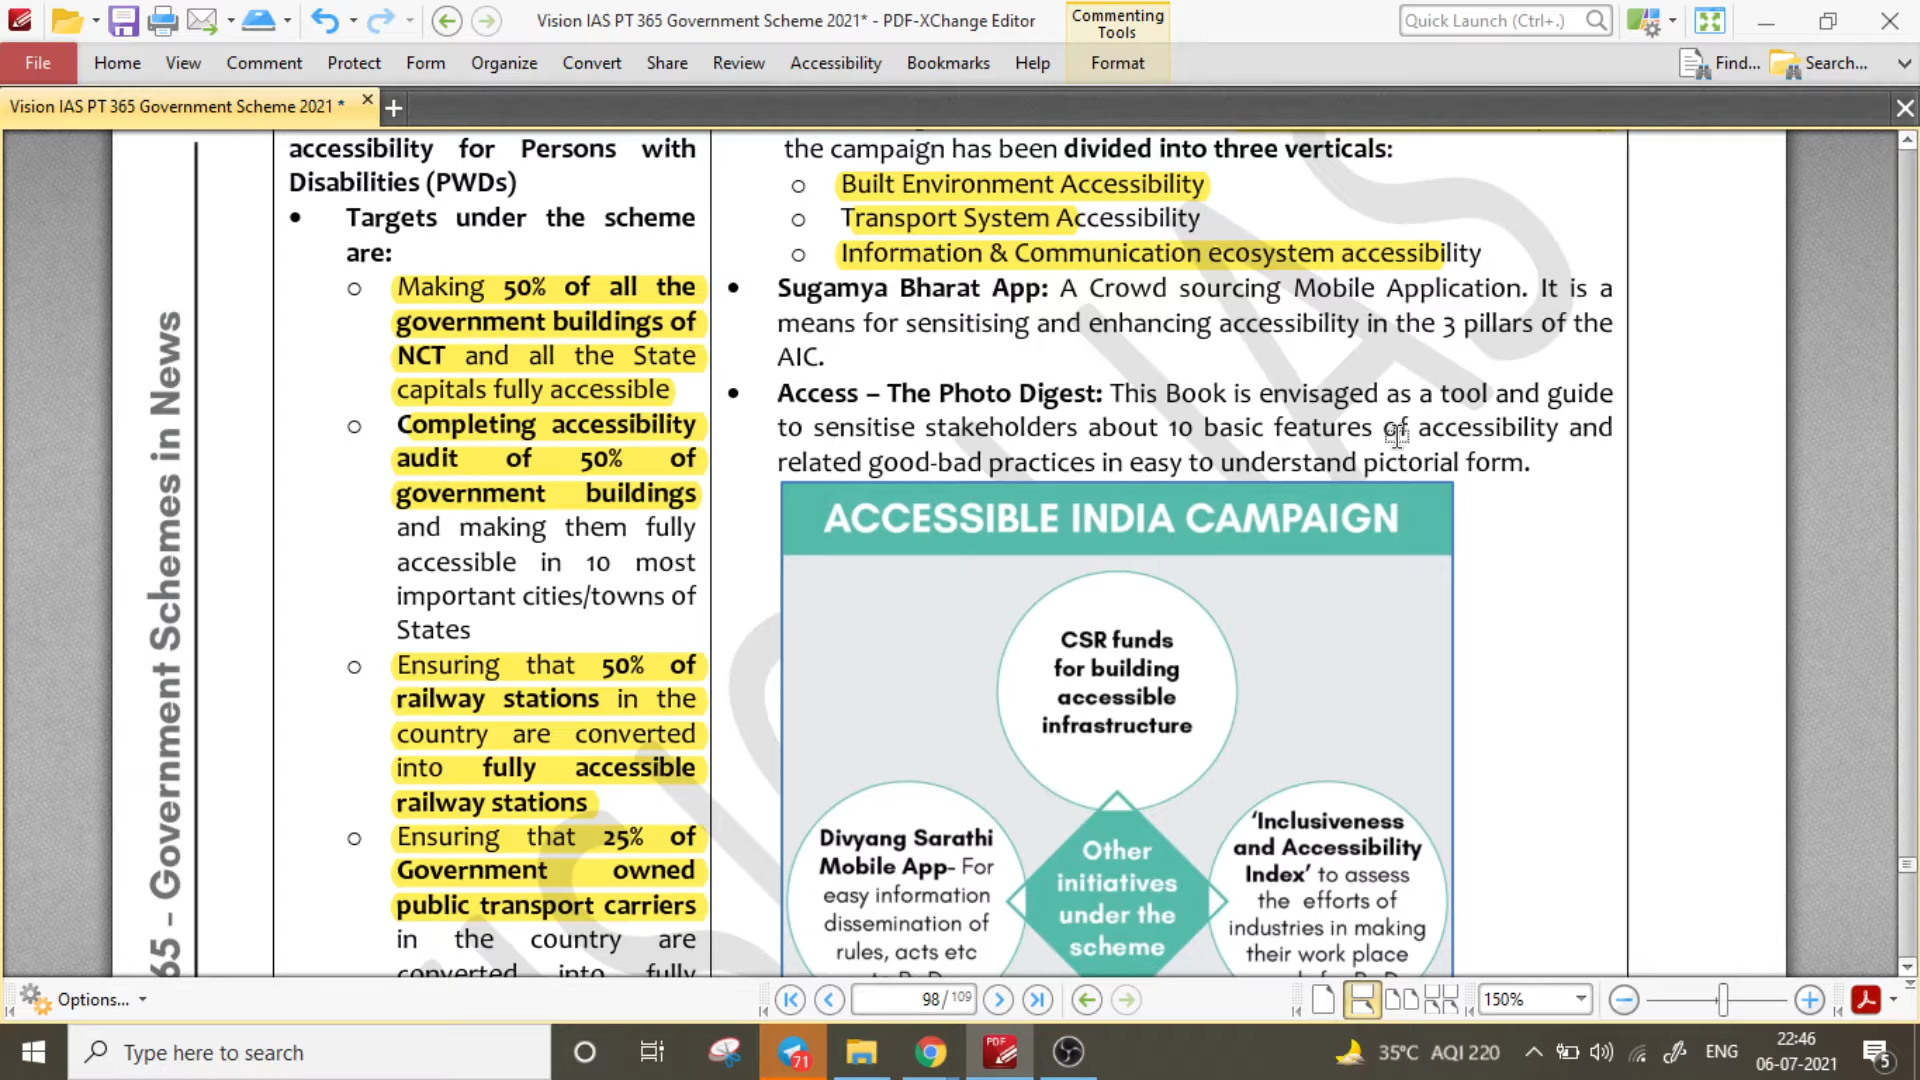 Vision IAS PT 365 Government Scheme 2021* - PDF-XChange Editor
Commenting Tools
Quick Launch (Ctrl+.)
File
Home
View
Comment
Protect
Form
Organize
Convert
Share
Review
Accessibility
Bookmarks
Help
Format
Find...
Search...
Vision IAS PT 365 Government Scheme 2021 *
65 - Government Schemes in News
accessibility for Persons with
Disabilities (PWDs)
• Targets under the scheme
are:
o Making 50% of all the
government buildings of
NCT and all the State
capitals fully accessible
o Completing accessibility
audit of 50% of
government buildings
and making them fully
accessible in 10 most
important cities/towns of
States
o Ensuring that 50% of
railway stations in the
country are converted
into fully accessible
railway stations
o Ensuring that 25% of
Government owned
public transport carriers
in the country are
converted into fully
the campaign has been divided into three verticals:
o Built Environment Accessibility
o Transport System Accessibility
o Information & Communication ecosystem accessibility
• Sugamya Bharat App: A Crowd sourcing Mobile Application. It is a
means for sensitising and enhancing accessibility in the 3 pillars of the
AIC.
• Access – The Photo Digest: This Book is envisaged as a tool and guide
to sensitise stakeholders about 10 basic features of accessibility and
related good-bad practices in easy to understand pictorial form.
ACCESSIBLE INDIA CAMPAIGN
CSR funds
for building
accessible
infrastructure
Divyang Sarathi
Mobile App- For
easy information
dissemination of
rules, acts etc
Other
initiatives
under the
scheme
‘Inclusiveness
and Accessibility
Index’ to assess
the efforts of
industries in making
their work place
Options...
98 / 109
150%
Type here to search
71
PDF
35°C AQI 220
ENG
22:46
06-07-2021
5